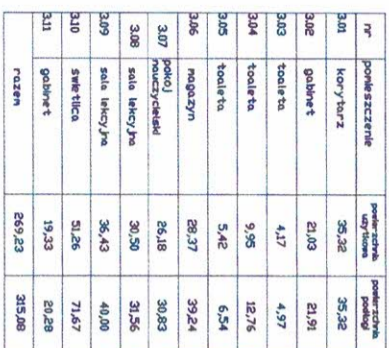 nr pomieszczenie powierzchnia użytkowa powierzchnia podłogi
3.01 korytarz 35,32 35,32
3.02 gabinet 21,03 21,91
3.03 toaleta 4,17 4,97
3.04 toaleta 9,95 12,76
3.05 toaleta 5,42 6,54
3.06 magazyn 28,37 39,24
3.07 pokój nauczycielski 26,18 30,83
3.08 sala lekcyjna 30,50 31,56
3.09 sala lekcyjna 36,43 40,00
3.10 świetlica 51,26 71,67
3.11 gabinet 19,33 20,28
razem 269,23 315,08